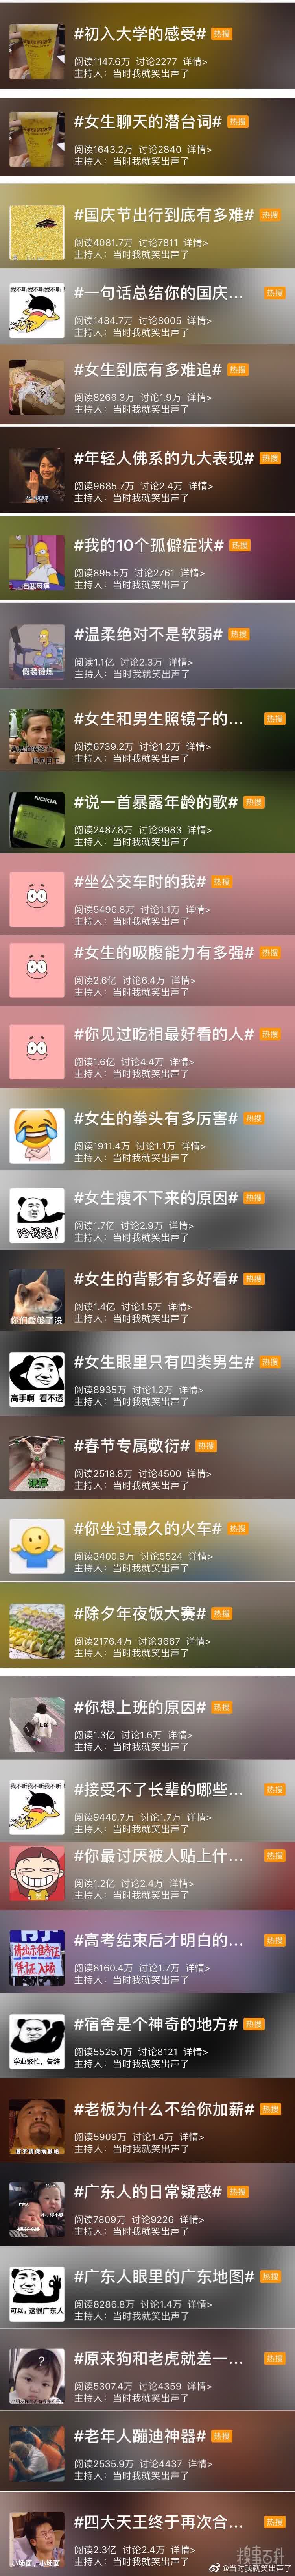 #初入大学的感受# 热搜
阅读1147.6万 讨论2277 详情>
主持人：当时我就笑出声了
#女生聊天的潜台词# 热搜
阅读1643.2万 讨论2840 详情>
主持人：当时我就笑出声了
#国庆节出行到底有多难# 热搜
阅读4081.7万 讨论7811 详情>
主持人：当时我就笑出声了
我不听我不听我不听！
#一句话总结你的国庆... 热搜
阅读1484.7万 讨论8005 详情>
主持人：当时我就笑出声了
#女生到底有多难追# 热搜
阅读8266.3万 讨论1.9万 详情>
主持人：当时我就笑出声了
#年轻人佛系的九大表现# 热搜
阅读9685.7万 讨论2.4万 详情>
主持人：当时我就笑出声了
#我的10个孤僻症状# 热搜
阅读895.5万 讨论2761 详情>
主持人：当时我就笑出声了
#温柔绝对不是软弱# 热搜
阅读1.1亿 讨论2.3万 详情>
主持人：当时我就笑出声了
假装锻炼
#女生和男生照镜子的... 热搜
阅读6739.2万 讨论1.2万 详情>
主持人：当时我就笑出声了
NOKIA
#说一首暴露年龄的歌# 热搜
阅读2487.8万 讨论9983 详情>
主持人：当时我就笑出声了
#坐公交车时的我# 热搜
阅读5496.8万 讨论1.1万 详情>
主持人：当时我就笑出声了
#女生的吸腹能力有多强# 热搜
阅读2.6亿 讨论6.4万 详情>
主持人：当时我就笑出声了
#你见过吃相最好看的人# 热搜
阅读1.6亿 讨论4.4万 详情>
主持人：当时我就笑出声了
#女生的拳头有多厉害# 热搜
阅读1911.4万 讨论1.1万 详情>
主持人：当时我就笑出声了
#女生瘦不下来的原因# 热搜
阅读1.7亿 讨论2.9万 详情>
主持人：当时我就笑出声了
#女生的背影有多好看# 热搜
阅读1.4亿 讨论1.5万 详情>
主持人：当时我就笑出声了
你们卖够了没
#女生眼里只有四类男生# 热搜
阅读8935万 讨论1.2万 详情>
主持人：当时我就笑出声了
高手啊 看不透
#春节专属敷衍# 热搜
阅读2518.8万 讨论4500 详情>
主持人：当时我就笑出声了
#你坐过最久的火车# 热搜
阅读3400.9万 讨论5524 详情>
主持人：当时我就笑出声了
#除夕年夜饭大赛# 热搜
阅读2176.4万 讨论3667 详情>
主持人：当时我就笑出声了
#你想上班的原因# 热搜
阅读1.3亿 讨论1.6万 详情>
主持人：当时我就笑出声了
我不听我不听我不听！
#接受不了长辈的哪些... 热搜
阅读9440.7万 讨论1.7万 详情>
主持人：当时我就笑出声了
#你最讨厌被人贴上什... 热搜
阅读1.2亿 讨论2.4万 详情>
主持人：当时我就笑出声了
请出示准考证
凭证入场
#高考结束后才明白的... 热搜
阅读8160.4万 讨论1.7万 详情>
主持人：当时我就笑出声了
#宿舍是个神奇的地方# 热搜
阅读5525.1万 讨论8121 详情>
主持人：当时我就笑出声了
学业繁忙，告辞
#老板为什么不给你加薪# 热搜
阅读5909万 讨论1.4万 详情>
主持人：当时我就笑出声了
#广东人的日常疑惑# 热搜
阅读7809万 讨论9226 详情>
主持人：当时我就笑出声了
#广东人眼里的广东地图# 热搜
阅读8286.8万 讨论1.4万 详情>
主持人：当时我就笑出声了
可以，这很广东人
?
#原来狗和老虎就差一... 热搜
阅读5307.4万 讨论4359 详情>
主持人：当时我就笑出声了
#老年人蹦迪神器# 热搜
阅读2535.9万 讨论4437 详情>
主持人：当时我就笑出声了
#四大天王终于再次合... 热搜
阅读2.3亿 讨论2.4万 详情>
主持人：当时我就笑出声了
小场面，小场面
@当时我就笑出声了